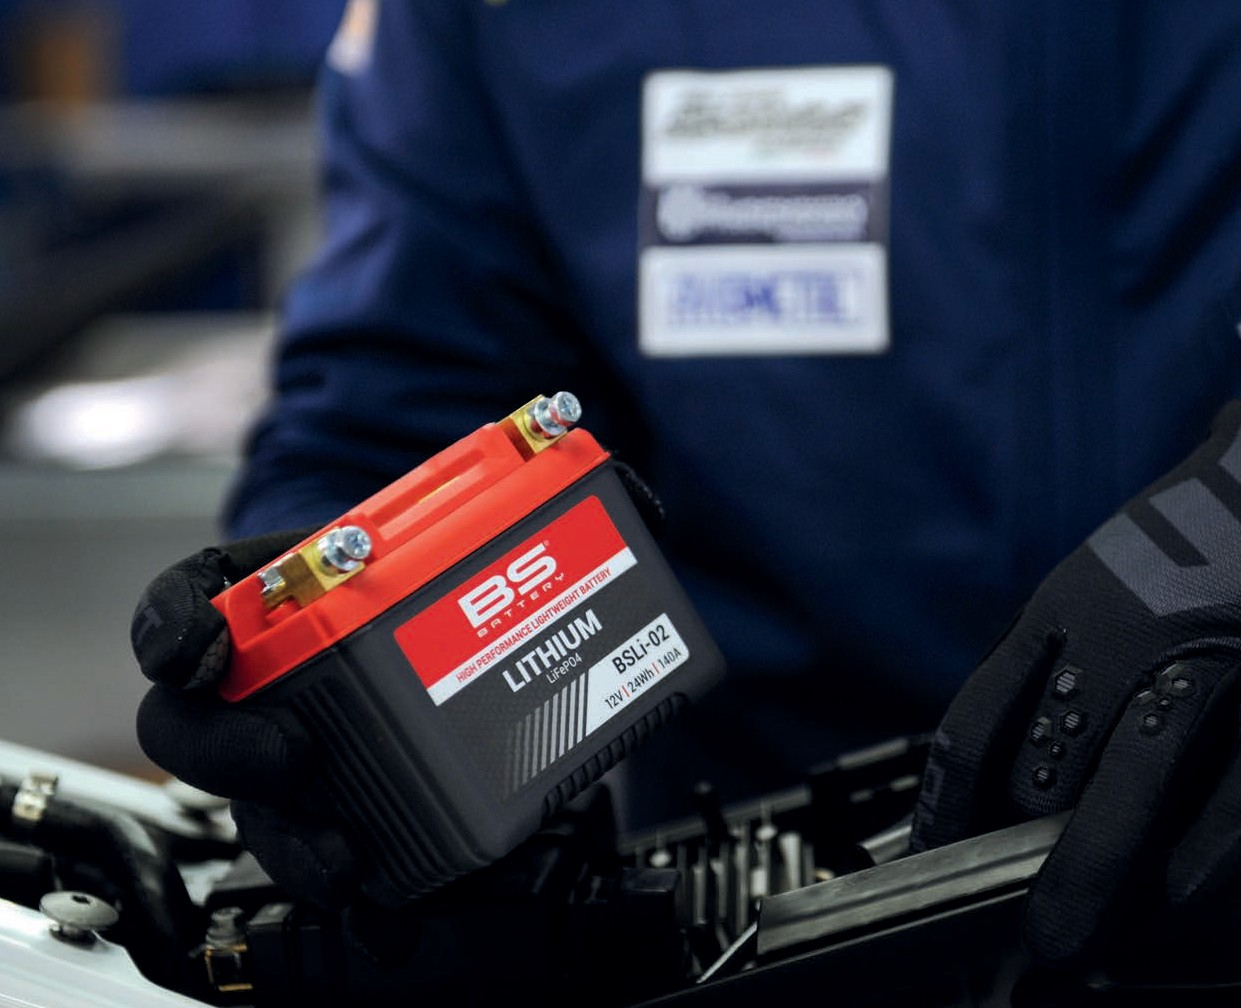 BS®
BATTERY
HIGH PERFORMANCE LIGHTWEIGHT BATTERY
LITHIUM
LiFePO4
BSLi-02
12V | 24Wh | 140A